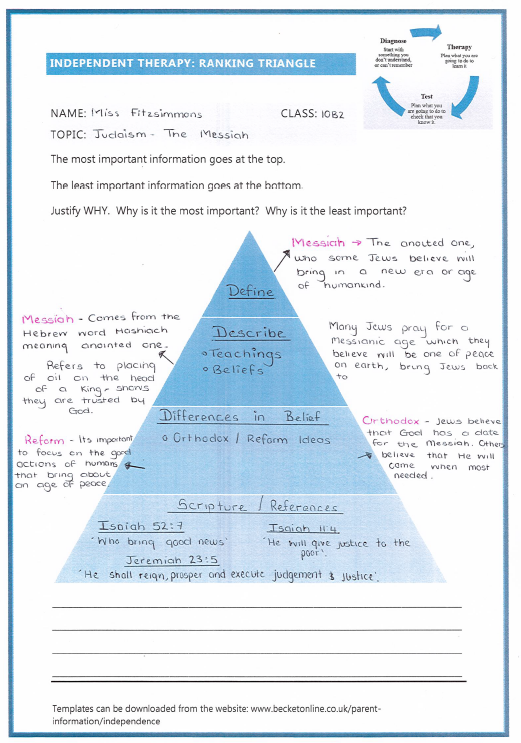 Diagnose
Start with
something you
don't understand,
or can't remember
Therapy
Plan what you are
going to do to
learn it
Test
Plan what you
are going to do to
check that you
know it
INDEPENDENT THERAPY: RANKING TRIANGLE
NAME: Miss Fitzsimmons CLASS: 10B2
TOPIC: Judaism - The Messiah
The most important information goes at the top.
The least important information goes at the bottom.
Justify WHY. Why is it the most important? Why is it the least important?
Messiah → The anoited one,
who some Jews believe will
bring in a new era or age
of humankind.
Define
Messiah - Comes from the
Hebrew word Mashiach
meaning anointed one.
Refers to placing
of oil on the head
of a King - shows
they are trusted by
God.
Describe
Teachings
Beliefs
Many Jews pray for a
Messianic age which they
believe will be one of peace
on earth, bring Jews back
to
Differences in Belief
Orthodox / Reform Ideas
Reform - Its important
to focus on the good
actions of humans
that bring about
an age of peace.
Orthodox - Jews believe
that God has a date
for the Messiah. Others
believe that He will
come when most
needed.
Scripture / References
Isaiah 52:7
'Who bring good news'
Isaiah 11:4
'He will give justice to the
poor'.
Jeremiah 23:5
'He shall reign, prosper and execute judgement & justice'.
Templates can be downloaded from the website: www.becketonline.co.uk/parent-
information/independence